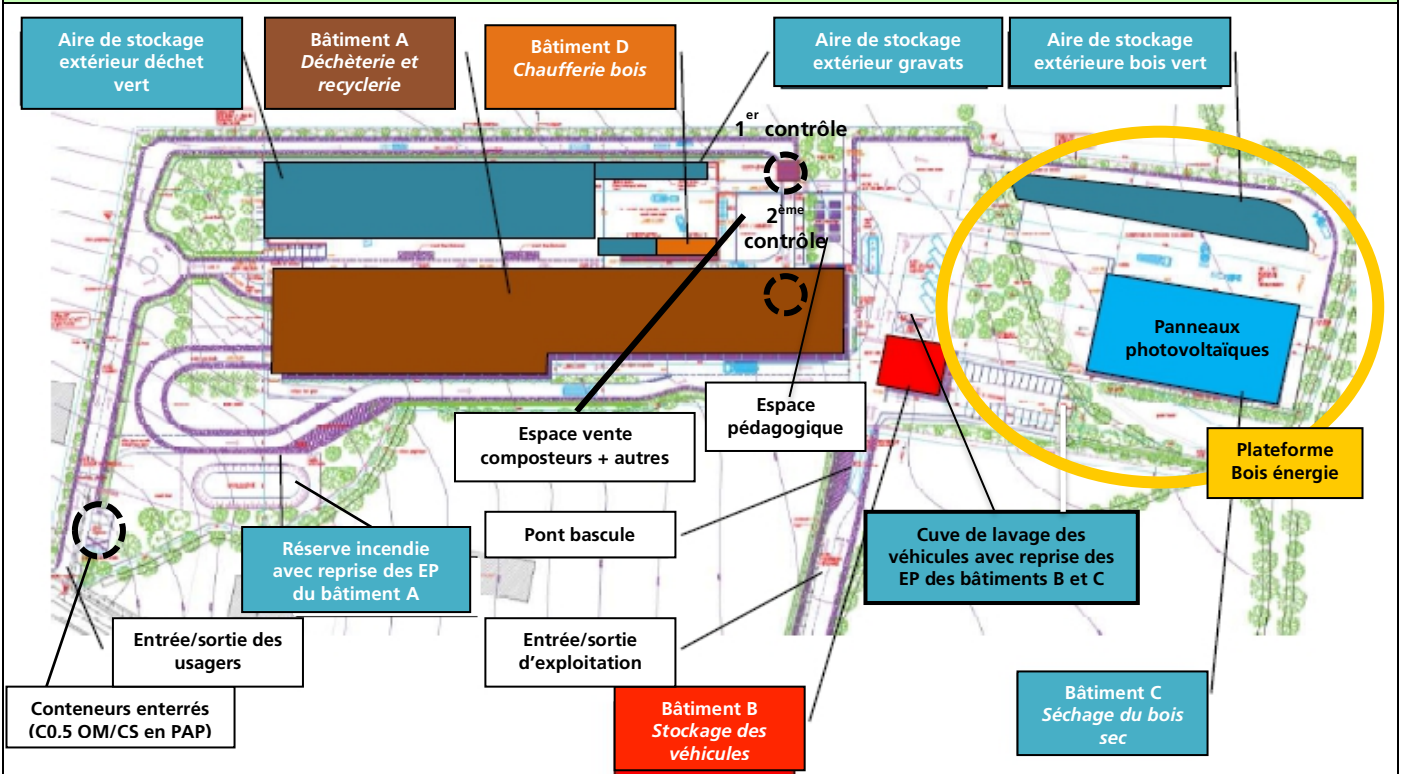 Aire de stockage
extérieur déchet
vert
Bâtiment A
Déchèterie et
recyclerie
Bâtiment D
Chaufferie bois
Aire de stockage
extérieur gravats
Aire de stockage
extérieure bois vert
1er contrôle
2ème
contrôle
Panneaux
photovoltaïques
Espace
pédagogique
Espace vente
composteurs + autres
Plateforme
Bois énergie
Pont bascule
Cuve de lavage des
véhicules avec reprise des
EP des bâtiments B et C
Réserve incendie
avec reprise des EP
du bâtiment A
Entrée/sortie des
usagers
Entrée/sortie
d'exploitation
Conteneurs enterrés
(C0.5 OM/CS en PAP)
Bâtiment B
Stockage des
véhicules
Bâtiment C
Séchage du bois
sec